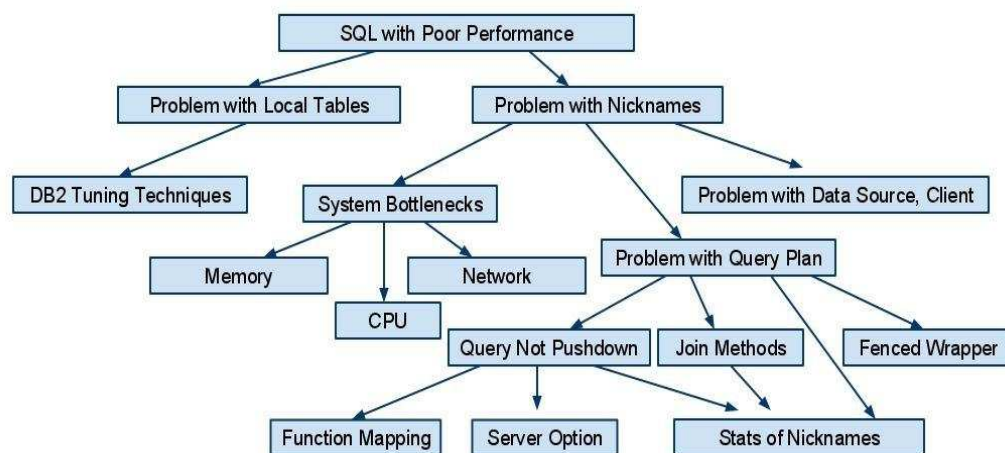 SQL with Poor Performance
Problem with Local Tables
Problem with Nicknames
DB2 Tuning Techniques
System Bottlenecks
Problem with Data Source, Client
Memory
Network
Problem with Query Plan
CPU
Query Not Pushdown
Join Methods
Fenced Wrapper
Function Mapping
Server Option
Stats of Nicknames